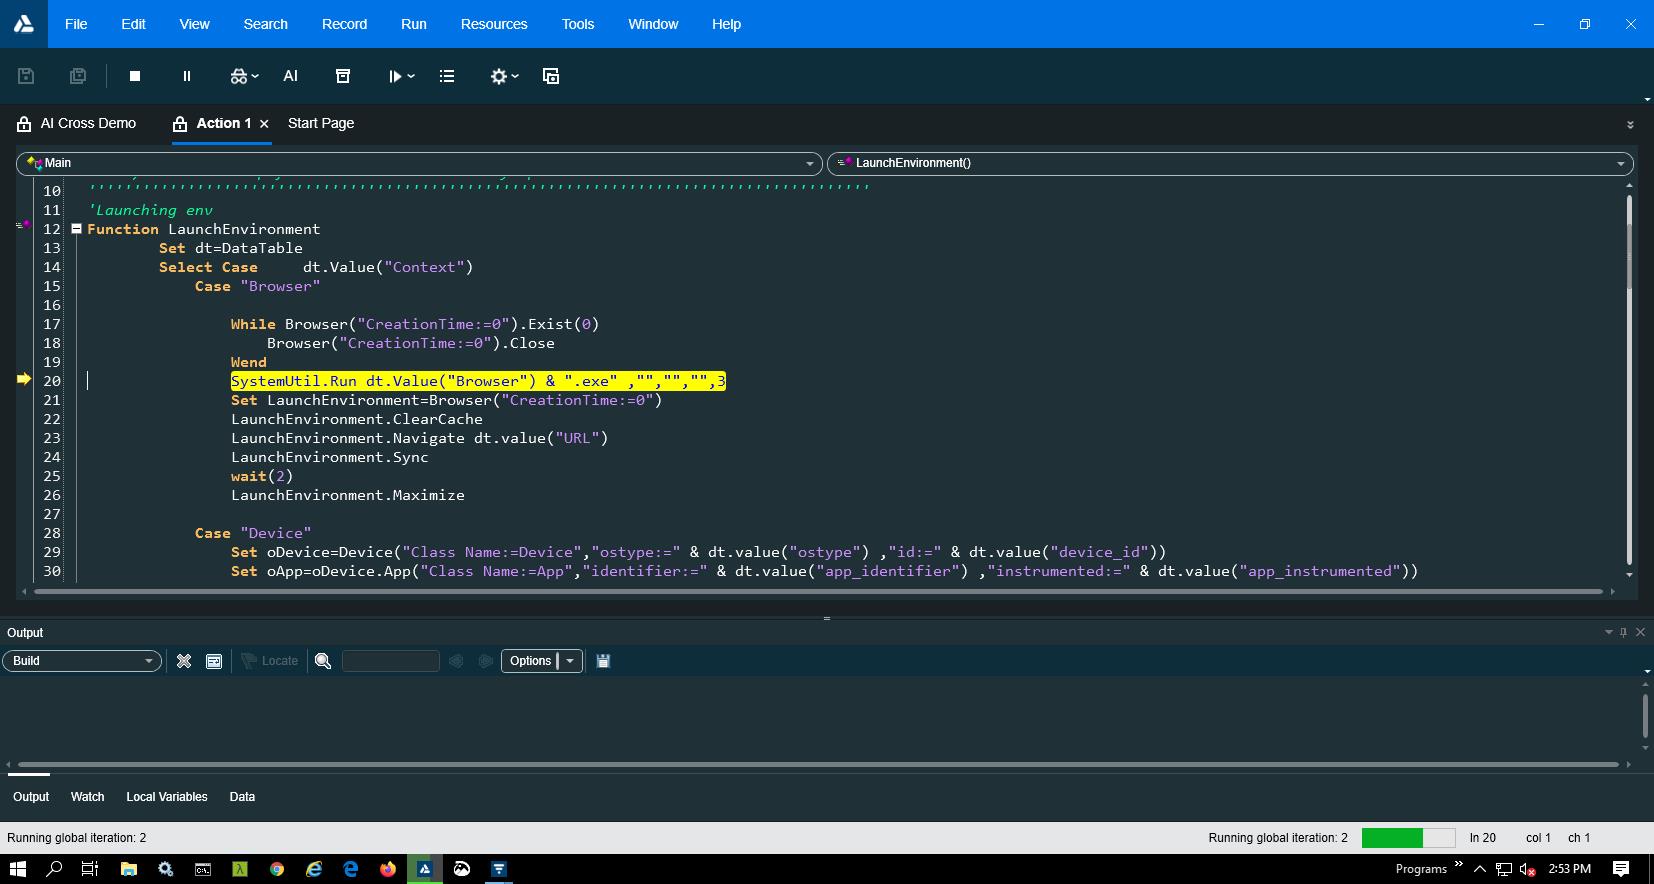 File Edit View Search Record Run Resources Tools Window Help
AI
AI Cross Demo Action 1 Start Page
Main LaunchEnvironment()
10 ''''''''''''''''''''''''''''''''''''''''''''''''''''''''''''''''''''''''''''''''''''''
11 'Launching env
12 Function LaunchEnvironment
13 Set dt=DataTable
14 Select Case dt.Value("Context")
15 Case "Browser"
16
17 While Browser("CreationTime:=0").Exist(0)
18 Browser("CreationTime:=0").Close
19 Wend
20 SystemUtil.Run dt.Value("Browser") & ".exe" ,"","","",3
21 Set LaunchEnvironment=Browser("CreationTime:=0")
22 LaunchEnvironment.ClearCache
23 LaunchEnvironment.Navigate dt.value("URL")
24 LaunchEnvironment.Sync
25 wait(2)
26 LaunchEnvironment.Maximize
27
28 Case "Device"
29 Set oDevice=Device("Class Name:=Device","ostype:=" & dt.value("ostype") ,"id:=" & dt.value("device_id"))
30 Set oApp=oDevice.App("Class Name:=App","identifier:=" & dt.value("app_identifier") ,"instrumented:=" & dt.value("app_instrumented"))
Output
Build Locate Options
Output Watch Local Variables Data
Running global iteration: 2 Running global iteration: 2 ln 20 col 1 ch 1
Programs » 2:53 PM